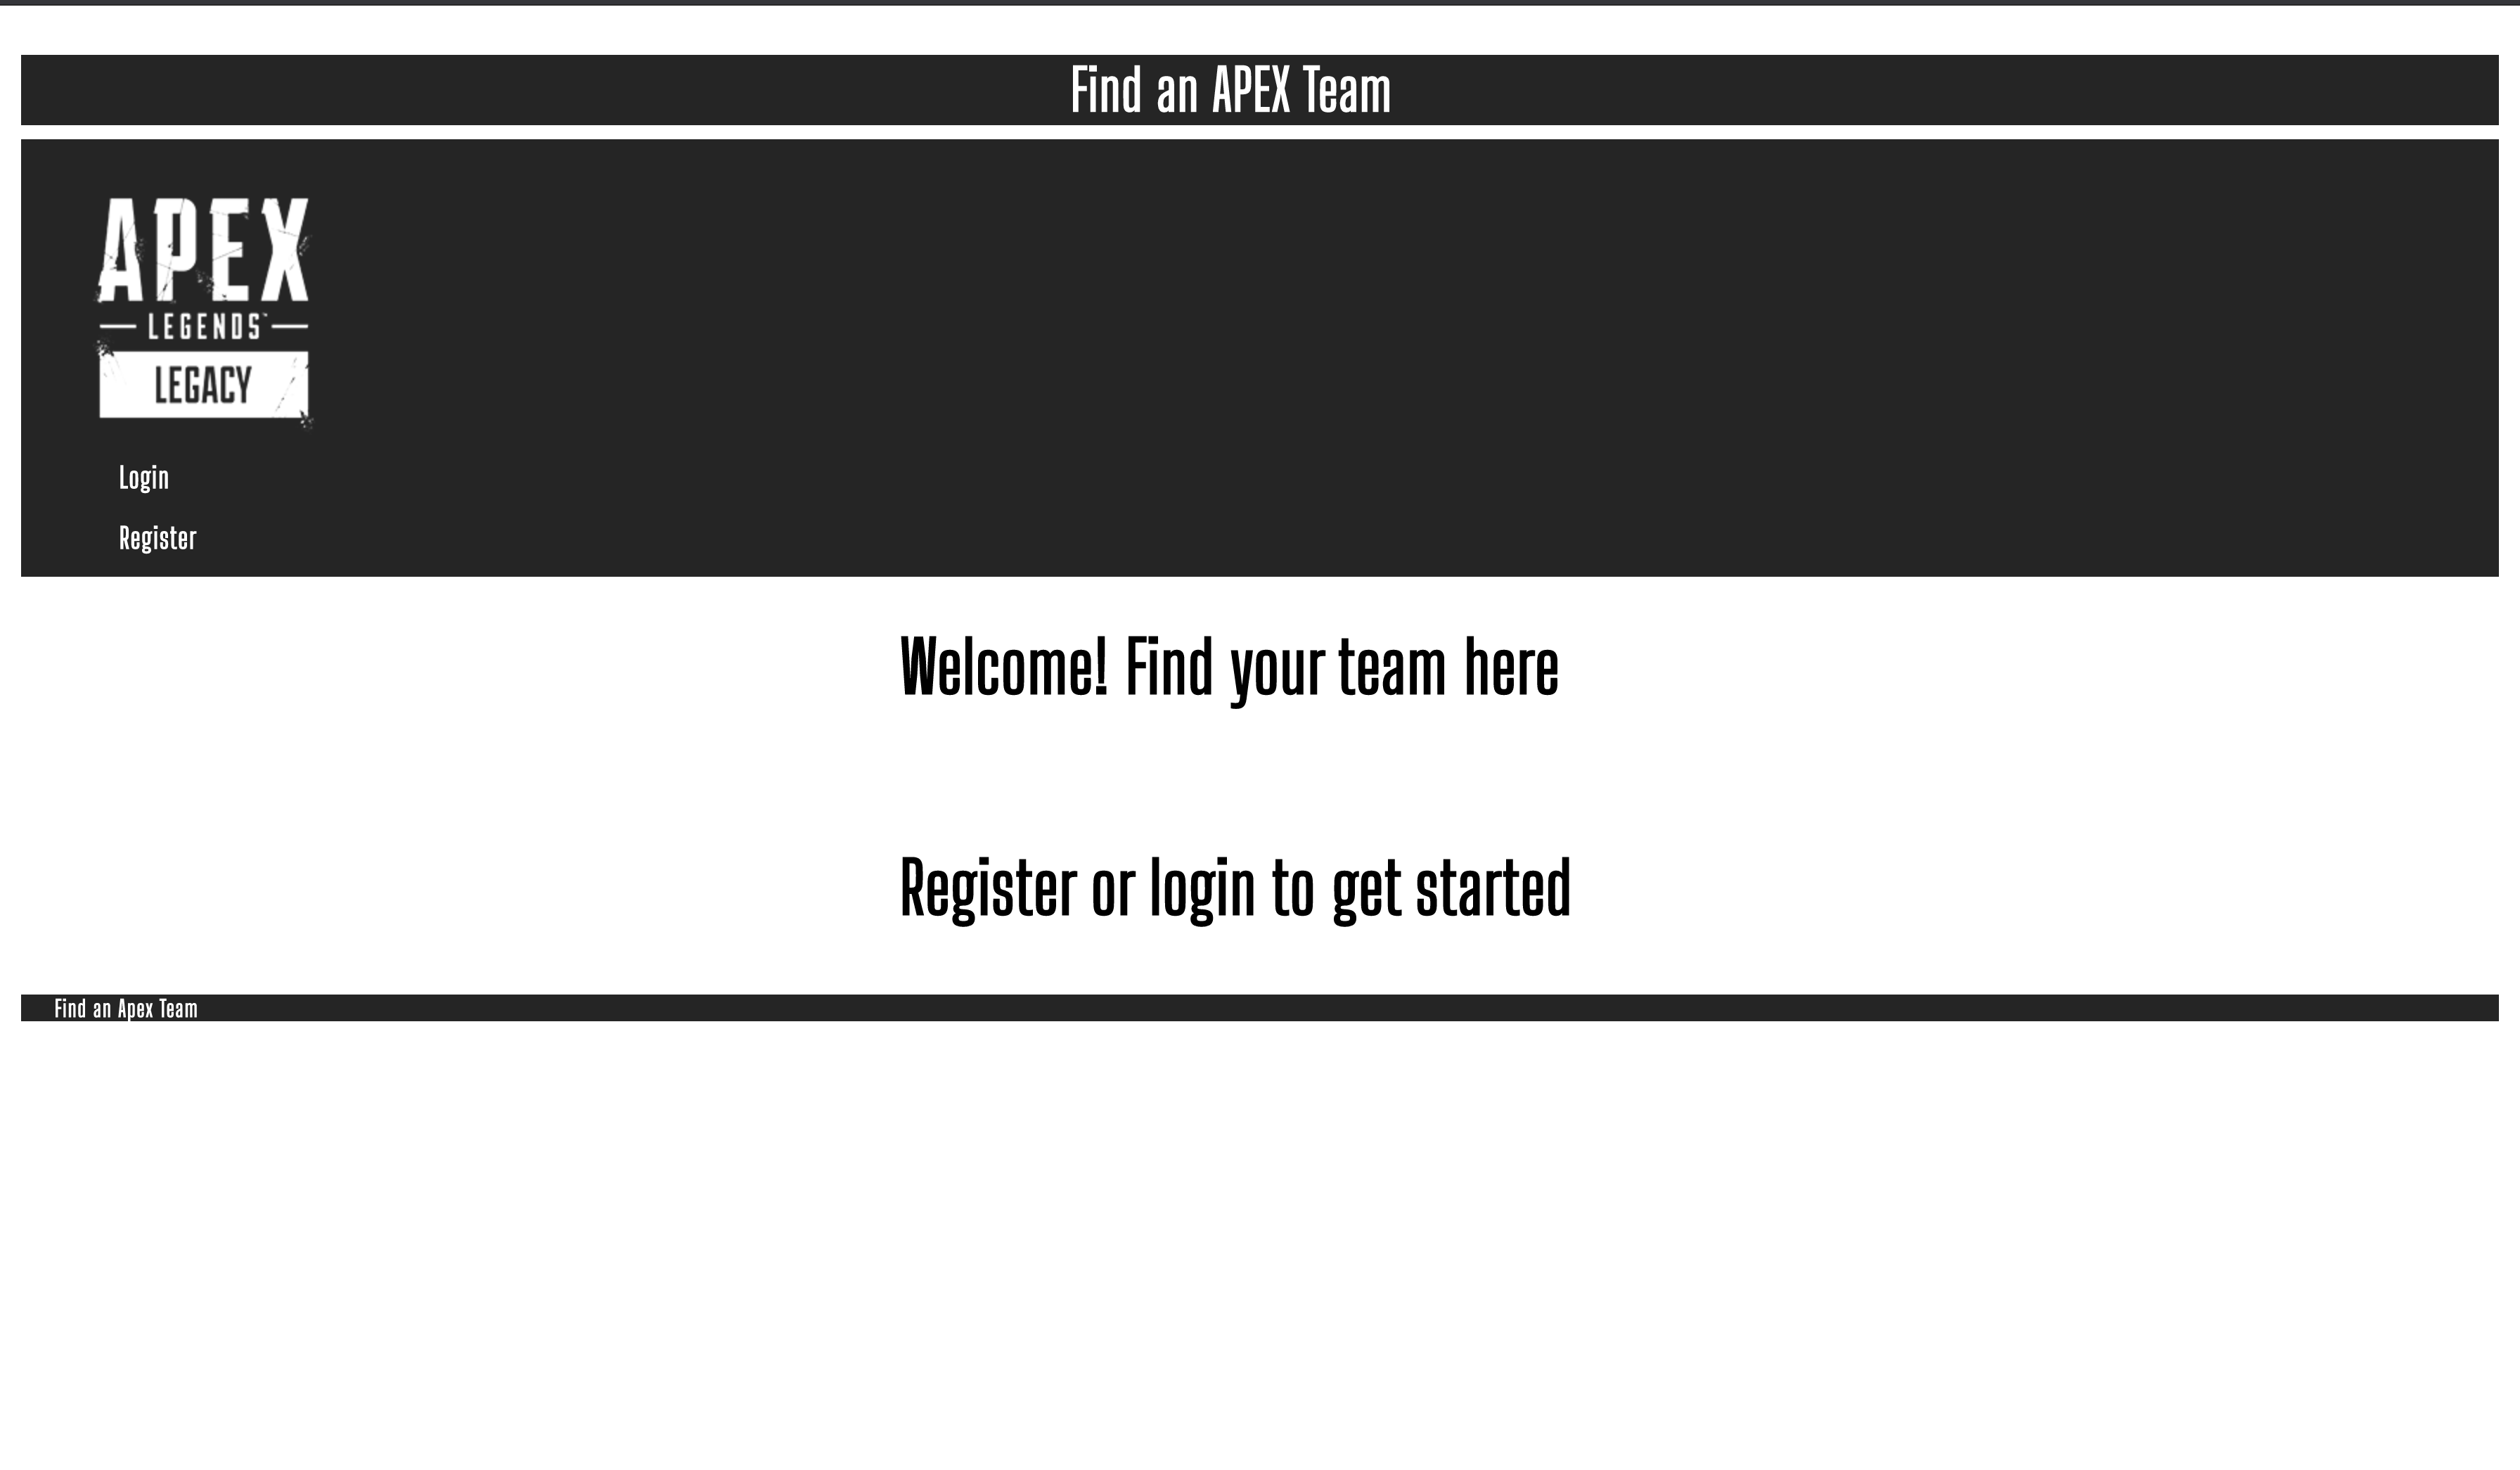 Find an APEX Team
APEX
LEGENDS™
LEGACY
Login
Register
Welcome! Find your team here
Register or login to get started
Find an Apex Team